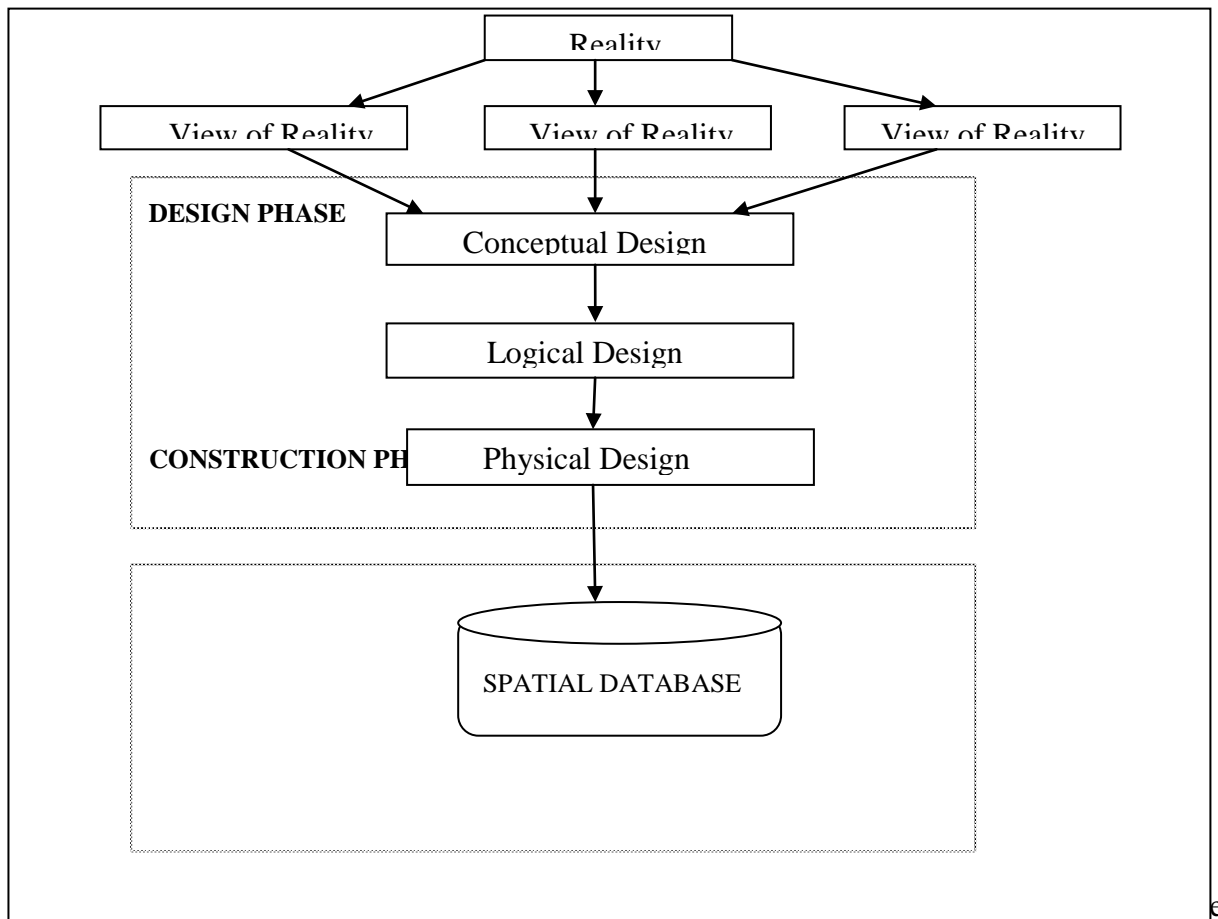 Reality
View of Reality
View of Reality
View of Reality
DESIGN PHASE
Conceptual Design
Logical Design
CONSTRUCTION PH
Physical Design
SPATIAL DATABASE